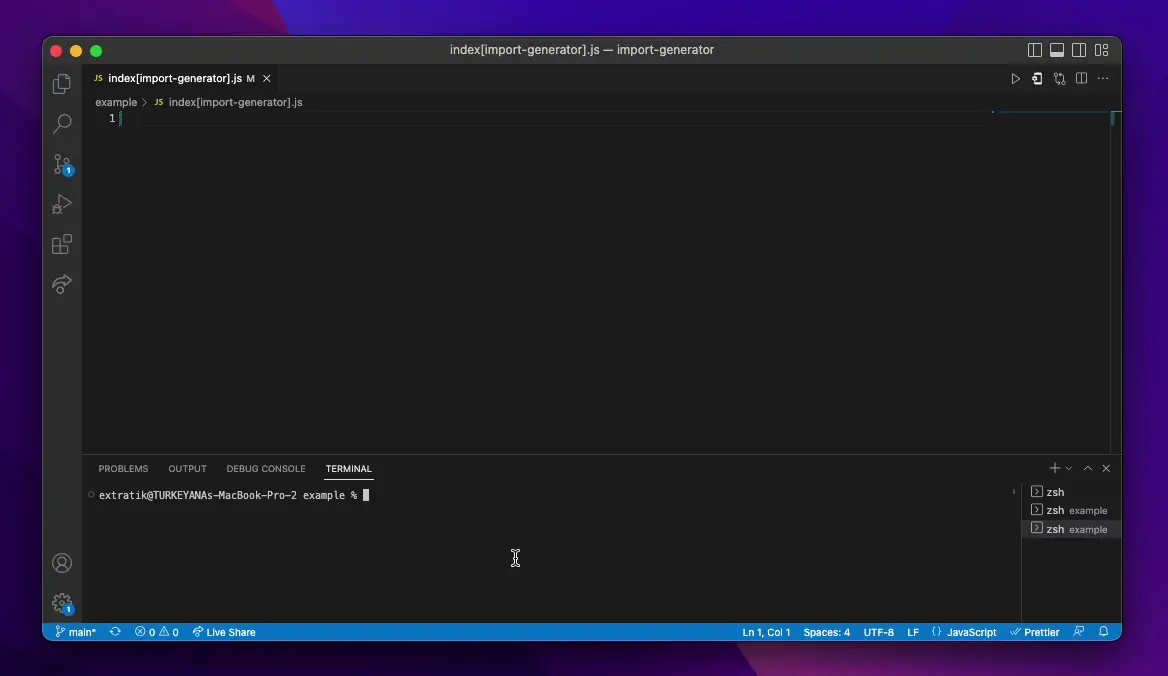 index[import-generator].js — import-generator
JS index[import-generator].js M
example > JS index[import-generator].js
1
1
PROBLEMS OUTPUT DEBUG CONSOLE TERMINAL
extratik@TURKEYANAs-MacBook-Pro-2 example %
zsh
zsh example
zsh example
1
main* 0 0 Live Share Ln 1, Col 1 Spaces: 4 UTF-8 LF {} JavaScript Prettier